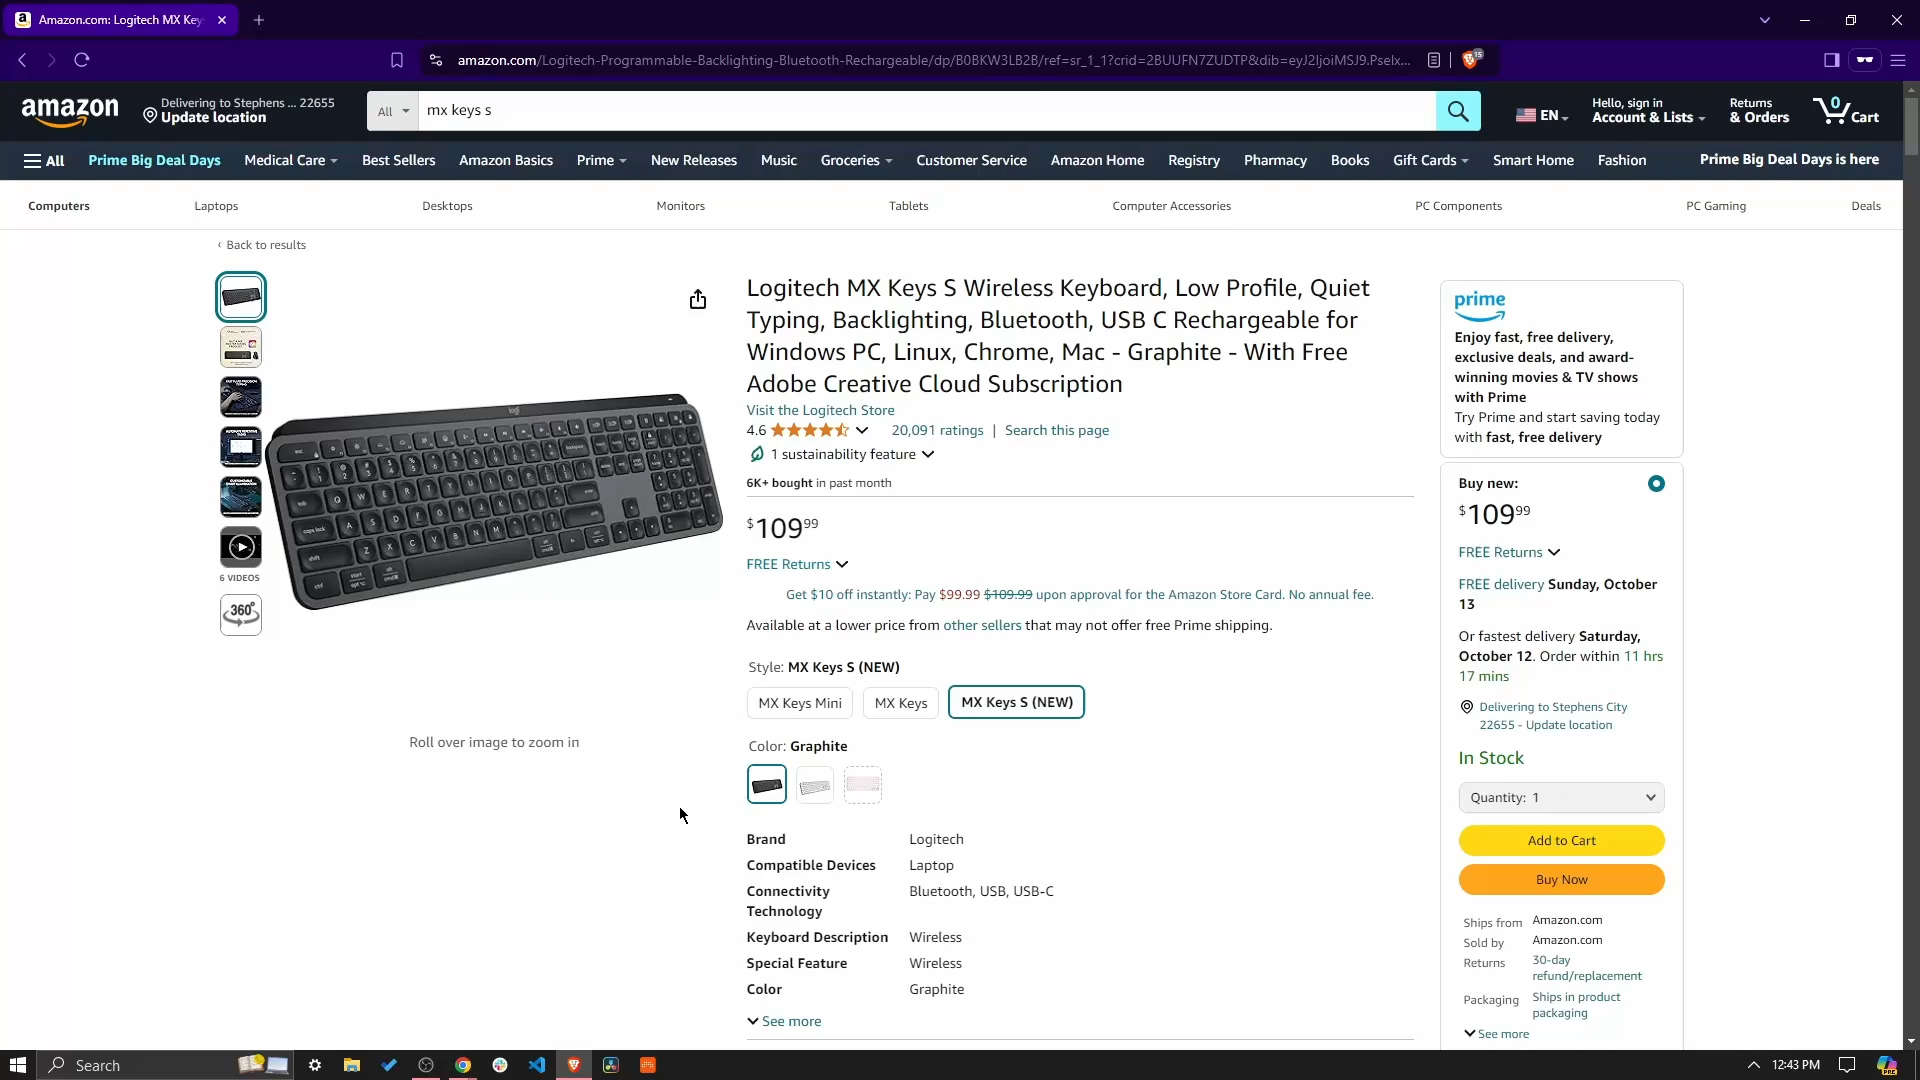 Amazon.com: Logitech MX Key
amazon.com/Logitech-Programmable-Backlighting-Bluetooth-Rechargeable/dp/B0BKW3LB2B/ref=sr_1_1?crid=2BUUFN7ZUDTP&dib=eyJ2IjoiMSJ9.Pselx...
15
amazon
Delivering to Stephens ... 22655
Update location
All
mx keys s
EN
Hello, sign in
Account & Lists
Returns
& Orders
0
Cart
All
Prime Big Deal Days
Medical Care
Best Sellers
Amazon Basics
Prime
New Releases
Music
Groceries
Customer Service
Amazon Home
Registry
Pharmacy
Books
Gift Cards
Smart Home
Fashion
Prime Big Deal Days is here
Computers
Laptops
Desktops
Monitors
Tablets
Computer Accessories
PC Components
PC Gaming
Deals
‹ Back to results
6 VIDEOS
360°
logi
Roll over image to zoom in
Logitech MX Keys S Wireless Keyboard, Low Profile, Quiet
Typing, Backlighting, Bluetooth, USB C Rechargeable for
Windows PC, Linux, Chrome, Mac - Graphite - With Free
Adobe Creative Cloud Subscription
Visit the Logitech Store
4.6
20,091 ratings | Search this page
1 sustainability feature
6K+ bought in past month
$109.99
FREE Returns
Get $10 off instantly: Pay $99.99 $109.99 upon approval for the Amazon Store Card. No annual fee.
Available at a lower price from other sellers that may not offer free Prime shipping.
Style: MX Keys S (NEW)
MX Keys Mini
MX Keys
MX Keys S (NEW)
Color: Graphite
Brand Logitech
Compatible Devices Laptop
Connectivity Technology Bluetooth, USB, USB-C
Keyboard Description Wireless
Special Feature Wireless
Color Graphite
See more
prime
Enjoy fast, free delivery,
exclusive deals, and award-
winning movies & TV shows
with Prime
Try Prime and start saving today
with fast, free delivery
Buy new:
$109.99
FREE Returns
FREE delivery Sunday, October
13
Or fastest delivery Saturday,
October 12. Order within 11 hrs
17 mins
Delivering to Stephens City
22655 - Update location
In Stock
Quantity: 1
Add to Cart
Buy Now
Ships from Amazon.com
Sold by Amazon.com
Returns 30-day
refund/replacement
Packaging Ships in product
packaging
See more
Search
12:43 PM